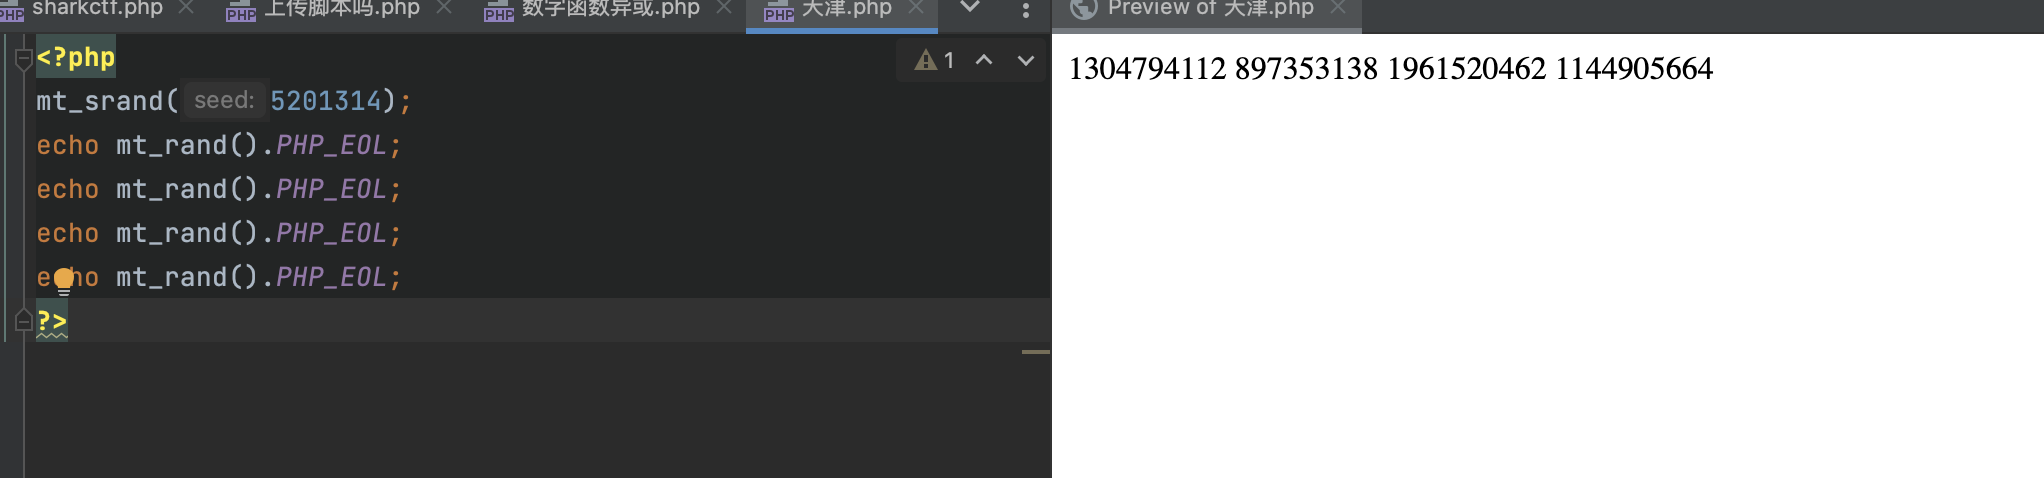 sharkctf.php
上传脚本吗.php
数字函数异或.php
天津.php
Preview of 天津.php
PHP
PHP
PHP
PHP
<?php
1
mt_srand( seed: 5201314);
echo mt_rand().PHP_EOL;
echo mt_rand().PHP_EOL;
echo mt_rand().PHP_EOL;
echo mt_rand().PHP_EOL;
?>
1304794112 897353138 1961520462 1144905664